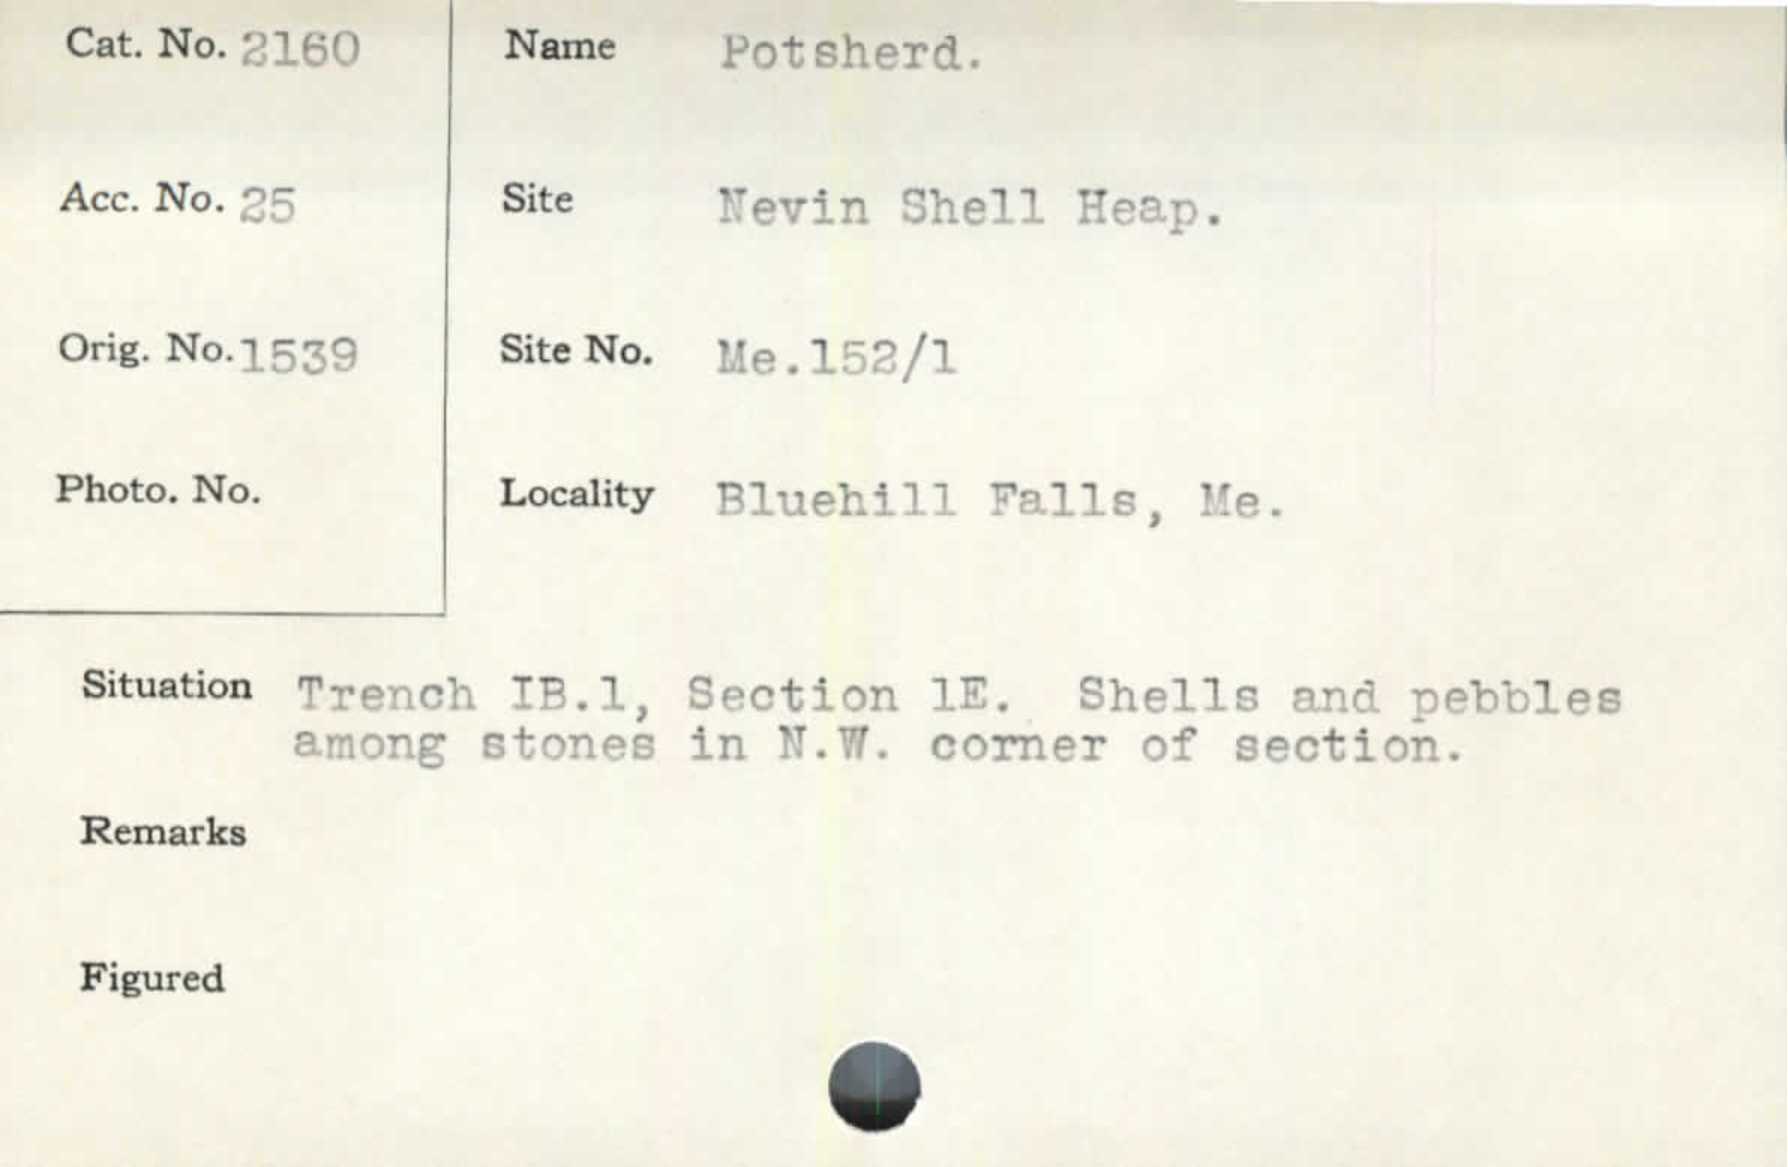 Cat. No. 2160
Acc. No. 25
Orig. No. 1539
Photo. No.
Name Potsherd.
Site Nevin Shell Heap.
Site No. Me.152/1
Locality Bluehill Falls, Me.
Situation Trench IB.1, Section 1E. Shells and pebbles
among stones in N.W. corner of section.
Remarks
Figured